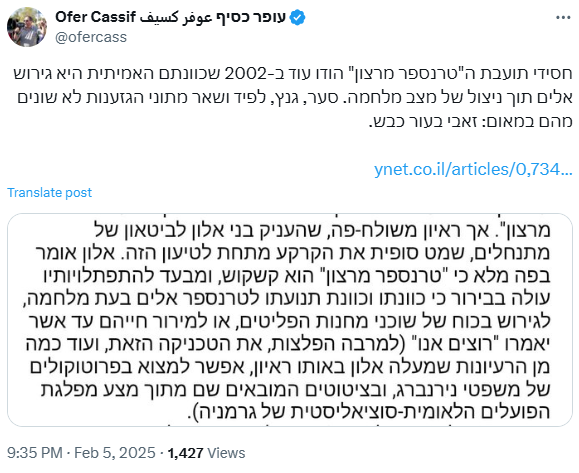 Ofer Cassif עופר כסיף عوفر كسيف
@ofercass
חסידי תועבת ה"טרנספר מרצון" הודו עוד ב-2002 שכוונתם האמיתית היא גירוש
אלים תוך ניצול של מצב מלחמה. סער, גנץ, לפיד ושאר מתוני הגזענות לא שונים
מהם במאום: זאבי בעור כבש.
ynet.co.il/articles/0,734…
Translate post
מרצון". אך ראיון משולח-פה, שהעניק בני אלון לביטאון של
מתנחלים, שמט סופית את הקרקע מתחת לטיעון הזה. אלון אומר
בפה מלא כי "טרנספר מרצון" הוא קשקוש, ומבעד להתפתלויותיו
עולה בבירור כי כוונתו וכוונת תנועתו לטרנספר אלים בעת מלחמה,
לגירוש בכוח של שוכני מחנות הפליטים, או למירור חייהם עד אשר
יאמרו "רוצים אנו" (למרבה הפלצות, את הטכניקה הזאת, ועוד כמה
מן הרעיונות שמעלה אלון באותו ראיון, אפשר למצוא בפרוטוקולים
של משפטי נירנברג, ובציטוטים המובאים שם מתוך מצע מפלגת
הפועלים הלאומית-סוציאליסטית של גרמניה).
9:35 PM · Feb 5, 2025 · 1,427 Views